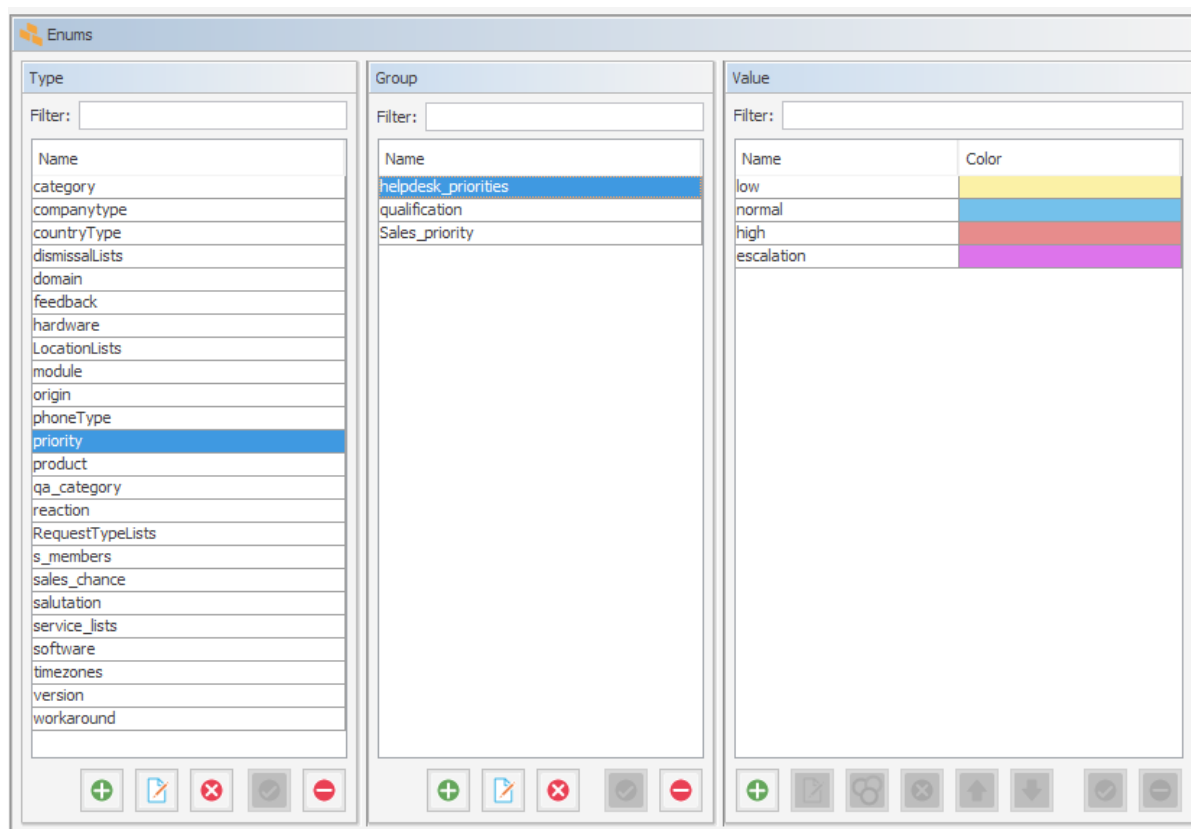 Enums
Type
Filter:
Name
category
companytype
countryType
dismissalLists
domain
feedback
hardware
LocationLists
module
origin
phoneType
priority
product
qa_category
reaction
RequestTypeLists
s_members
sales_chance
salutation
service_lists
software
timezones
version
workaround
Group
Filter:
Name
helpdesk_priorities
qualification
Sales_priority
Value
Filter:
Name Color
low
normal
high
escalation